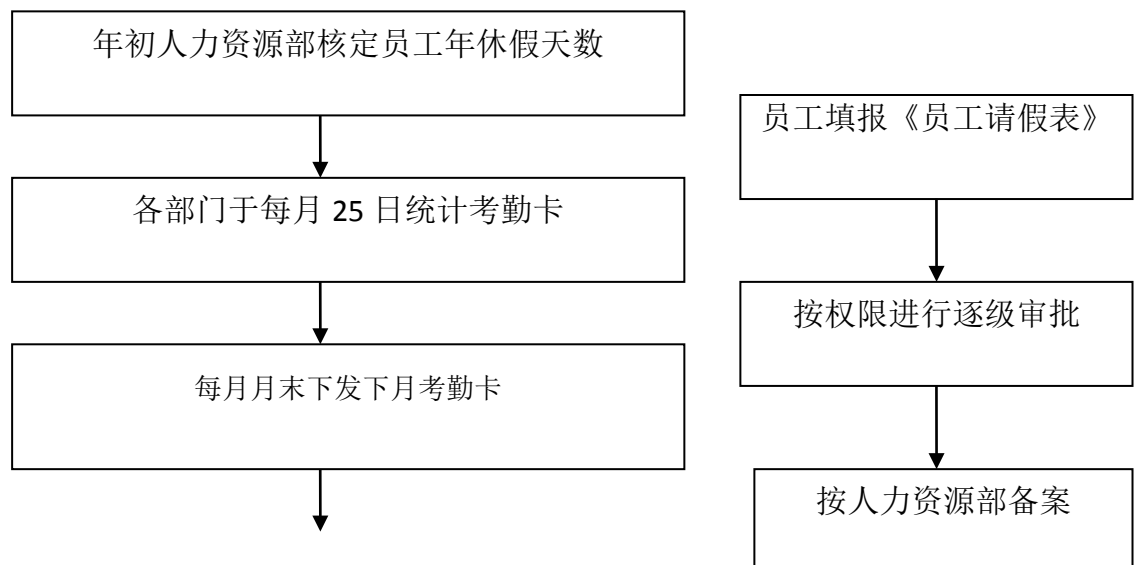 年初人力资源部核定员工年休假天数
各部门于每月 25 日统计考勤卡
每月月末下发下月考勤卡
员工填报《员工请假表》
按权限进行逐级审批
按人力资源部备案